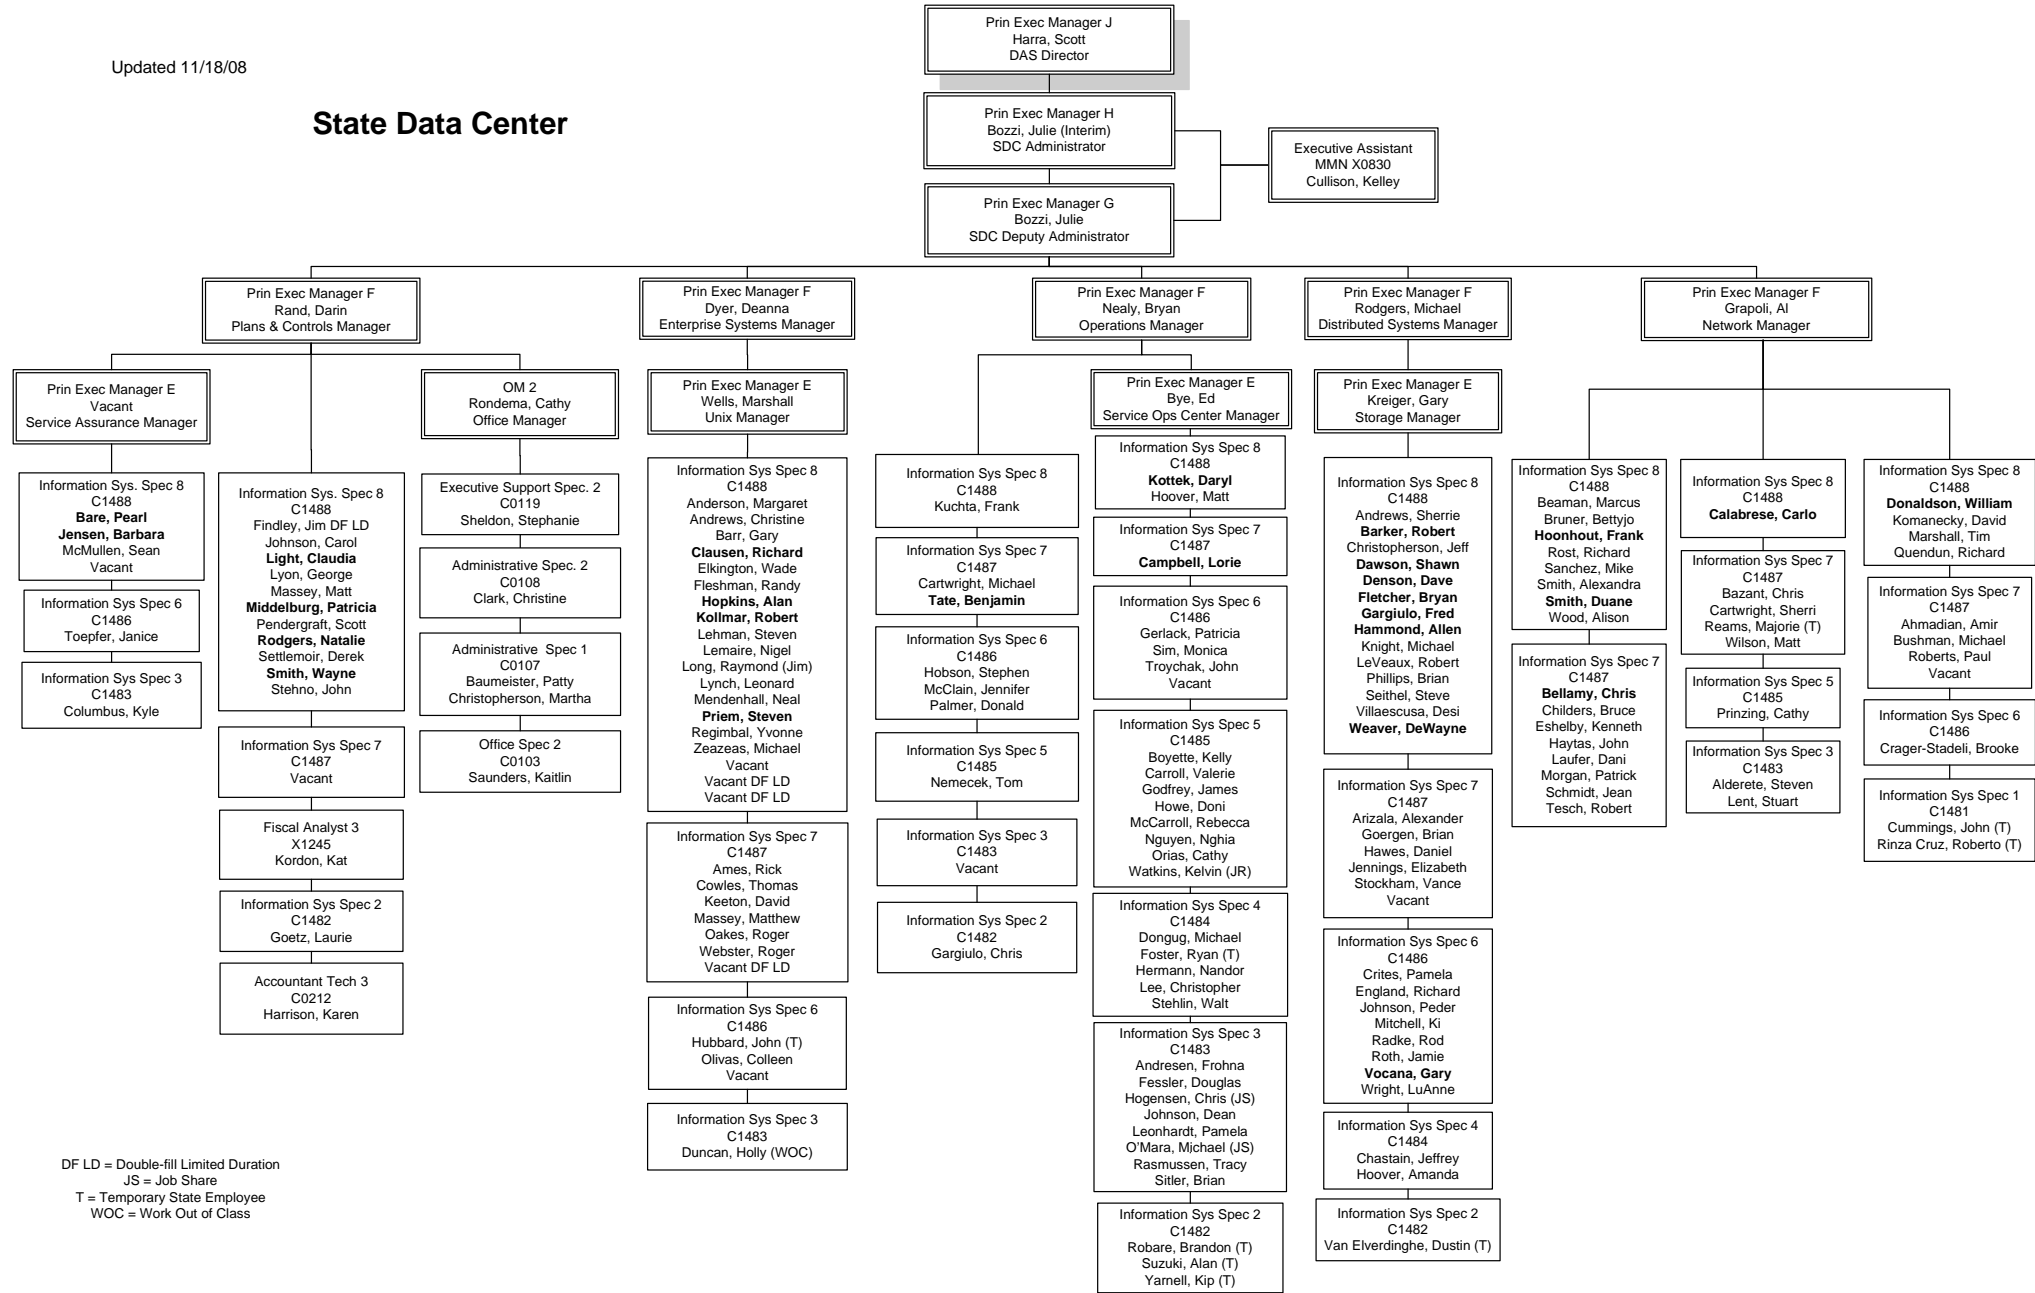 Updated 11/18/08
State Data Center
Prin Exec Manager J
Harra, Scott
DAS Director
Prin Exec Manager H
Bozzi, Julie (Interim)
SDC Administrator
Executive Assistant
MMN X0830
Cullison, Kelley
Prin Exec Manager G
Bozzi, Julie
SDC Deputy Administrator
Prin Exec Manager F
Rand, Darin
Plans & Controls Manager
Prin Exec Manager F
Dyer, Deanna
Enterprise Systems Manager
Prin Exec Manager F
Nealy, Bryan
Operations Manager
Prin Exec Manager F
Rodgers, Michael
Distributed Systems Manager
Prin Exec Manager F
Grapoli, Al
Network Manager
Prin Exec Manager E
Vacant
Service Assurance Manager
Information Sys. Spec 8
C1488
Bare, Pearl
Jensen, Barbara
McMullen, Sean
Vacant
Information Sys Spec 6
C1486
Toepfer, Janice
Information Sys Spec 3
C1483
Columbus, Kyle
Information Sys. Spec 8
C1488
Findley, Jim DF LD
Johnson, Carol
Light, Claudia
Lyon, George
Massey, Matt
Middelburg, Patricia
Pendergraft, Scott
Rodgers, Natalie
Settlemoir, Derek
Smith, Wayne
Stehno, John
Information Sys Spec 7
C1487
Vacant
Fiscal Analyst 3
X1245
Kordon, Kat
Information Sys Spec 2
C1482
Goetz, Laurie
Accountant Tech 3
C0212
Harrison, Karen
OM 2
Rondema, Cathy
Office Manager
Executive Support Spec. 2
C0119
Sheldon, Stephanie
Administrative Spec. 2
C0108
Clark, Christine
Administrative  Spec 1
C0107
Baumeister, Patty
Christopherson, Martha
Office Spec 2
C0103
Saunders, Kaitlin
Prin Exec Manager E
Wells, Marshall
Unix Manager
Information Sys Spec 8
C1488
Anderson, Margaret
Andrews, Christine
Barr, Gary
Clausen, Richard
Elkington, Wade
Fleshman, Randy
Hopkins, Alan
Kollmar, Robert
Lehman, Steven
Lemaire, Nigel
Long, Raymond (Jim)
Lynch, Leonard
Mendenhall, Neal
Priem, Steven
Regimbal, Yvonne
Zeazeas, Michael
Vacant
Vacant DF LD
Vacant DF LD
Information Sys Spec 7
C1487
Ames, Rick
Cowles, Thomas
Keeton, David
Massey, Matthew
Oakes, Roger
Webster, Roger
Vacant DF LD
Information Sys Spec 6
C1486
Hubbard, John (T)
Olivas, Colleen
Vacant
Information Sys Spec 3
C1483
Duncan, Holly (WOC)
Information Sys Spec 8
C1488
Kuchta, Frank
Information Sys Spec 7
C1487
Cartwright, Michael
Tate, Benjamin
Information Sys Spec 6
C1486
Hobson, Stephen
McClain, Jennifer
Palmer, Donald
Information Sys Spec 5
C1485
Nemecek, Tom
Information Sys Spec 3
C1483
Vacant
Information Sys Spec 2
C1482
Gargiulo, Chris
Prin Exec Manager E
Bye, Ed
Service Ops Center Manager
Information Sys Spec 8
C1488
Kottek, Daryl
Hoover, Matt
Information Sys Spec 7
C1487
Campbell, Lorie
Information Sys Spec 6
C1486
Gerlack, Patricia
Sim, Monica
Troychak, John
Vacant
Information Sys Spec 5
C1485
Boyette, Kelly
Carroll, Valerie
Godfrey, James
Howe, Doni
McCarroll, Rebecca
Nguyen, Nghia
Orias, Cathy
Watkins, Kelvin (JR)
Information Sys Spec 4
C1484
Dongug, Michael
Foster, Ryan (T)
Hermann, Nandor
Lee, Christopher
Stehlin, Walt
Information Sys Spec 3
C1483
Andresen, Frohna
Fessler, Douglas
Hogensen, Chris (JS)
Johnson, Dean
Leonhardt, Pamela
O'Mara, Michael (JS)
Rasmussen, Tracy
Sitler, Brian
Information Sys Spec 2
C1482
Robare, Brandon (T)
Suzuki, Alan (T)
Yarnell, Kip (T)
Prin Exec Manager E
Kreiger, Gary
Storage Manager
Information Sys Spec 8
C1488
Andrews, Sherrie
Barker, Robert
Christopherson, Jeff
Dawson, Shawn
Denson, Dave
Fletcher, Bryan
Gargiulo, Fred
Hammond, Allen
Knight, Michael
LeVeaux, Robert
Phillips, Brian
Seithel, Steve
Villaescusa, Desi
Weaver, DeWayne
Information Sys Spec 7
C1487
Arizala, Alexander
Goergen, Brian
Hawes, Daniel
Jennings, Elizabeth
Stockham, Vance
Vacant
Information Sys Spec 6
C1486
Crites, Pamela
England, Richard
Johnson, Peder
Mitchell, Ki
Radke, Rod
Roth, Jamie
Vocana, Gary
Wright, LuAnne
Information Sys Spec 4
C1484
Chastain, Jeffrey
Hoover, Amanda
Information Sys Spec 2
C1482
Van Elverdinghe, Dustin (T)
Information Sys Spec 8
C1488
Beaman, Marcus
Bruner, Bettyjo
Hoonhout, Frank
Rost, Richard
Sanchez, Mike
Smith, Alexandra
Smith, Duane
Wood, Alison
Information Sys Spec 7
C1487
Bellamy, Chris
Childers, Bruce
Eshelby, Kenneth
Haytas, John
Laufer, Dani
Morgan, Patrick
Schmidt, Jean
Tesch, Robert
Information Sys Spec 8
C1488
Calabrese, Carlo
Information Sys Spec 7
C1487
Bazant, Chris
Cartwright, Sherri
Reams, Majorie (T)
Wilson, Matt
Information Sys Spec 5
C1485
Prinzing, Cathy
Information Sys Spec 3
C1483
Alderete, Steven
Lent, Stuart
Information Sys Spec 8
C1488
Donaldson, William
Komanecky, David
Marshall, Tim
Quendun, Richard
Information Sys Spec 7
C1487
Ahmadian, Amir
Bushman, Michael
Roberts, Paul
Vacant
Information Sys Spec 6
C1486
Crager-Stadeli, Brooke
Information Sys Spec 1
C1481
Cummings, John (T)
Rinza Cruz, Roberto (T)
DF LD = Double-fill Limited Duration
JS = Job Share
T = Temporary State Employee
WOC = Work Out of Class